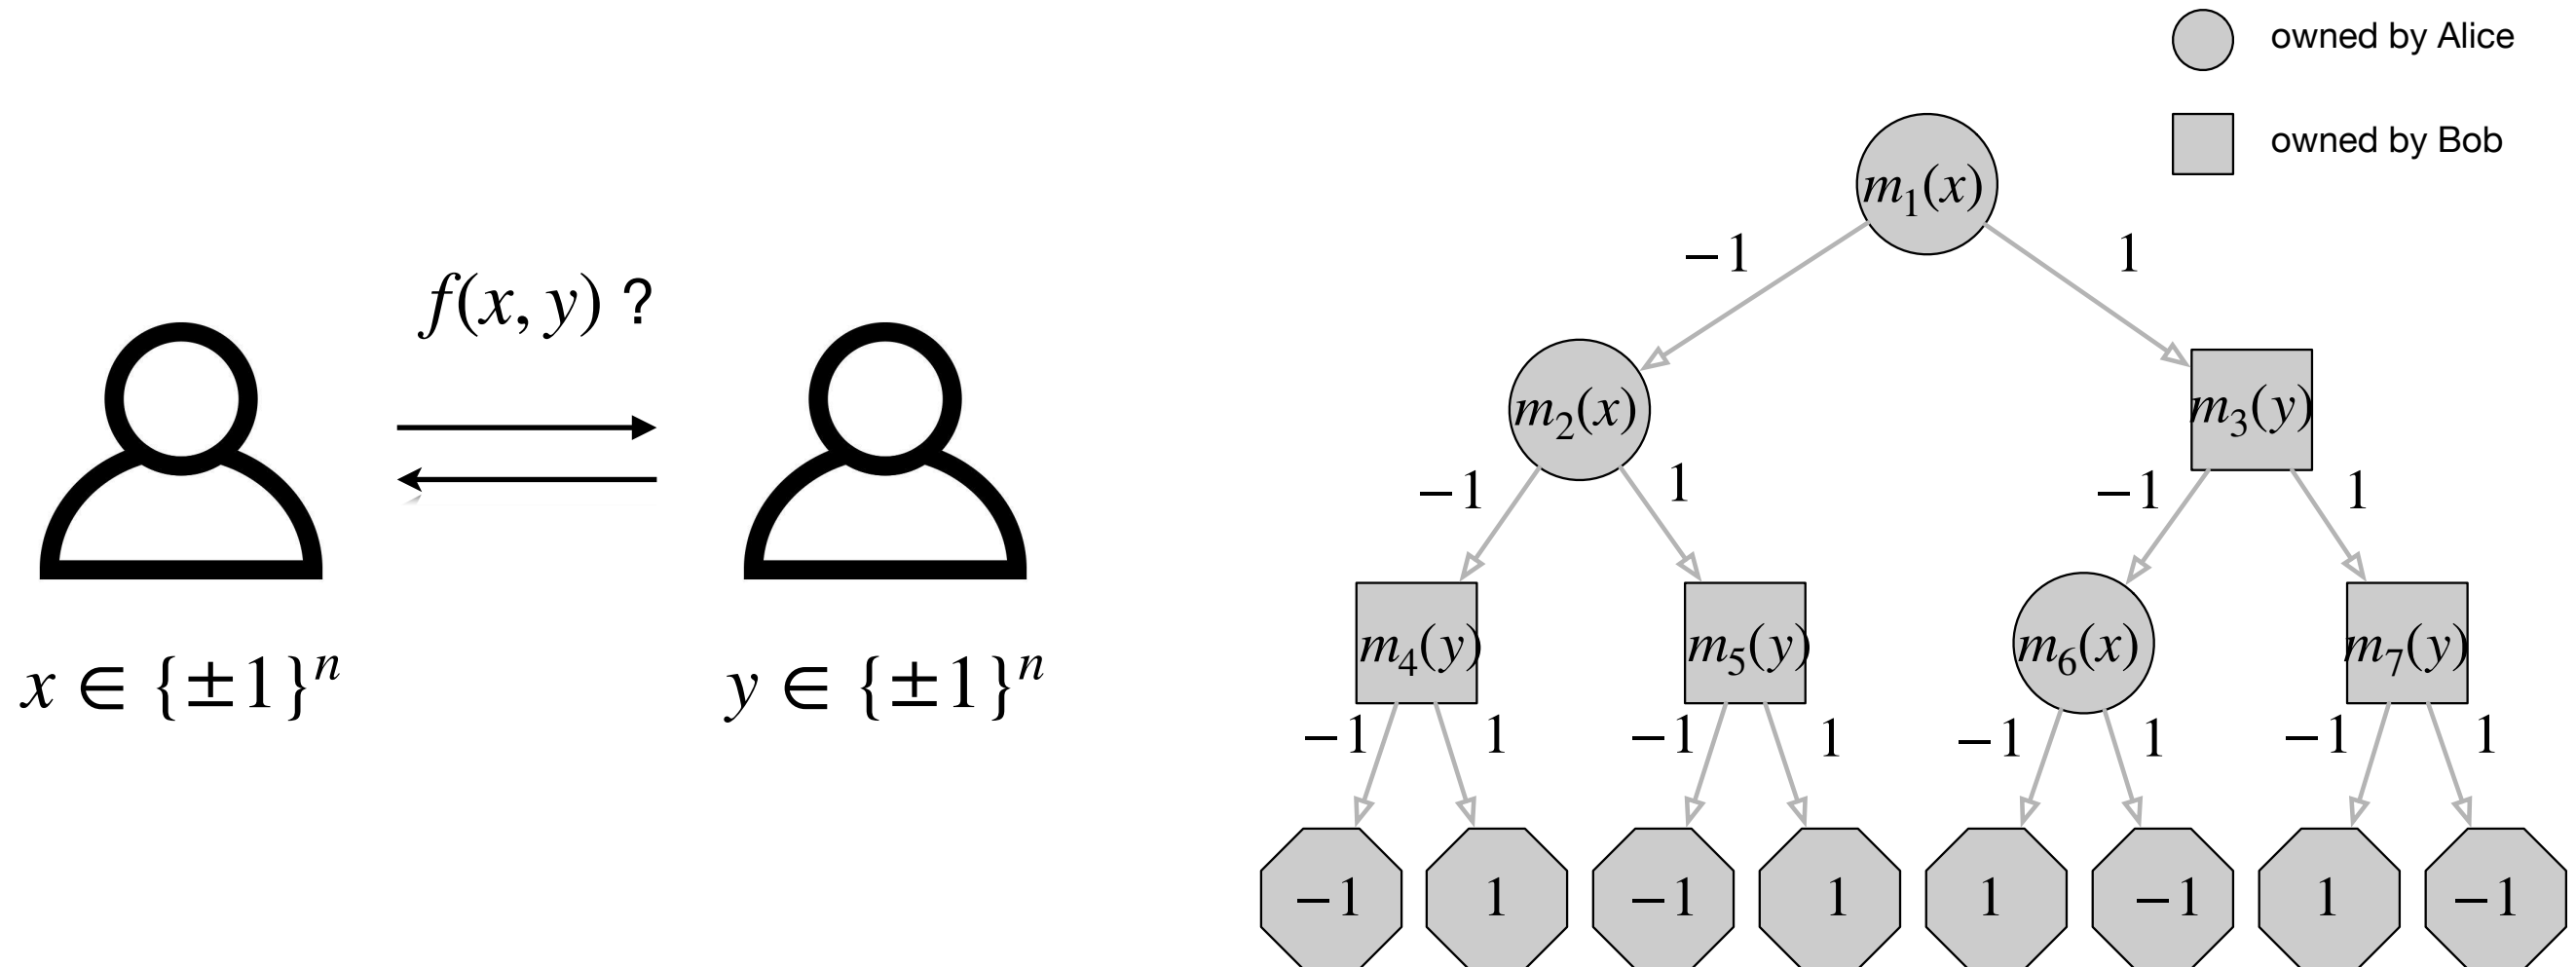 owned by Alice
owned by Bob
f(x, y) ?
x ∈ {±1}ⁿ
y ∈ {±1}ⁿ
m₁(x)
−1 1
m₂(x) m₃(y)
−1 1 −1 1
m₄(y) m₅(y) m₆(x) m₇(y)
−1 1 −1 1 −1 1 −1 1
−1 1 −1 1 1 −1 1 −1